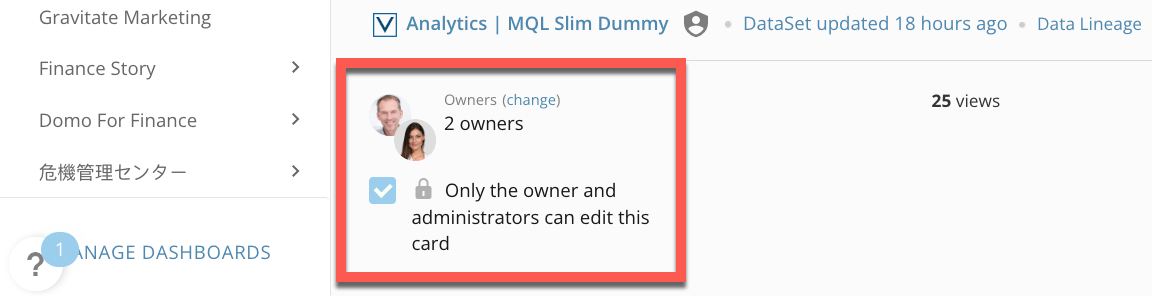 Gravitate Marketing
Finance Story
Domo For Finance
危機管理センター
?
1
ANAGE DASHBOARDS
Analytics | MQL Slim Dummy
DataSet updated 18 hours ago
Data Lineage
Owners (change)
2 owners
Only the owner and
administrators can edit this
card
25 views